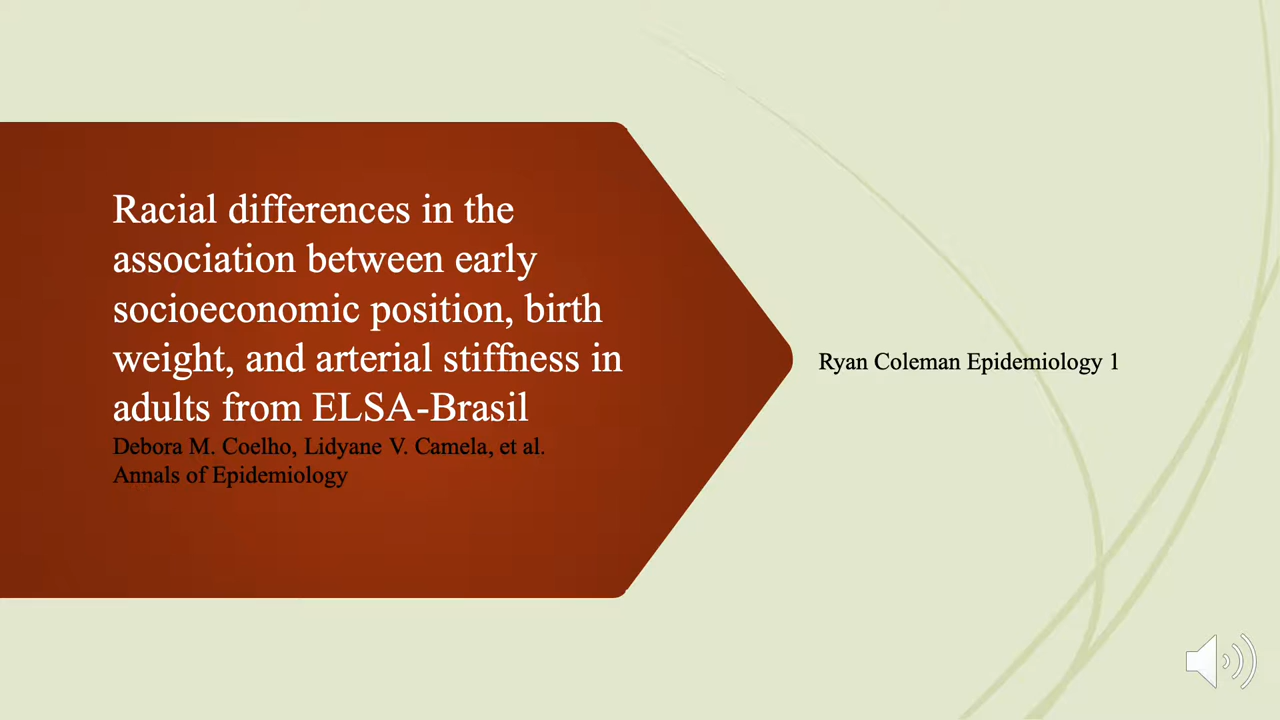 Racial differences in the
association between early
socioeconomic position, birth
weight, and arterial stiffness in
adults from ELSA-Brasil
Debora M. Coelho, Lidyane V. Camela, et al.
Annals of Epidemiology
Ryan Coleman Epidemiology 1